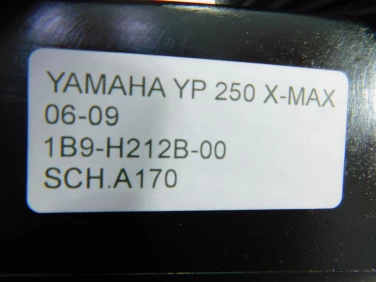 YAMAHA YP 250 X-MAX
06-09
1B9-H212B-00
SCH.A170